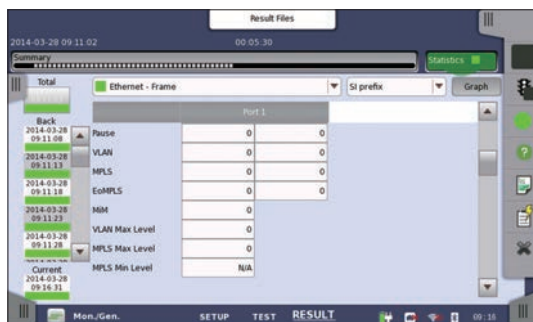 Result Files
2014-03-28 09:11:02 00:05:30
Summary Statistics
Total Ethernet - Frame SI prefix Graph
Port 1
Back
2014-03-28
09:11:08
2014-03-28
09:11:13
2014-03-28
09:11:18
2014-03-28
09:11:23
2014-03-28
09:11:28
Current
2014-03-28
09:16:31
Pause 0 0
VLAN 0 0
MPLS 0 0
EoMPLS 0 0
MiM 0
VLAN Max Level 0
MPLS Max Level 0
MPLS Min Level N/A
Mon./Gen. SETUP TEST RESULT 09:16